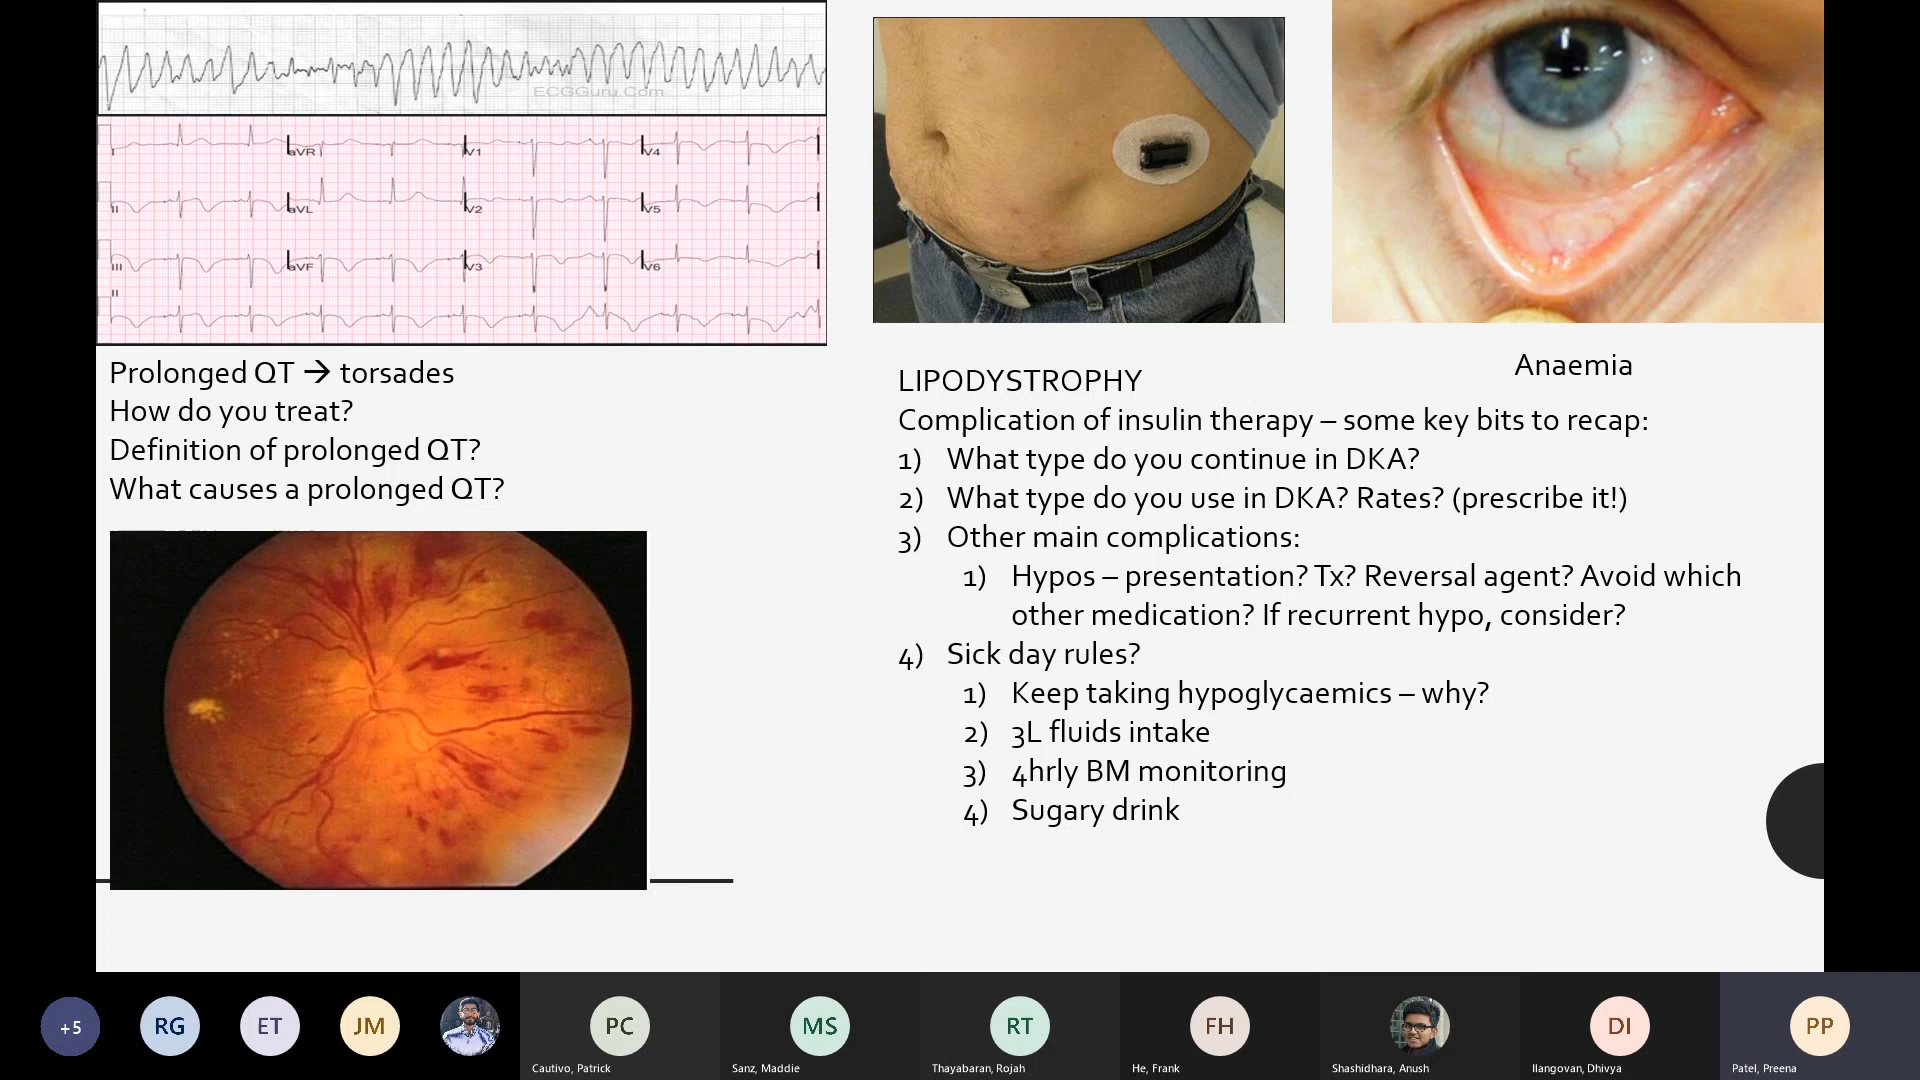 ECGGuru.Com
I
aVR
V1
V4
II
aVL
V2
V5
III
aVF
V3
V6
II
Prolonged QT → torsades
How do you treat?
Definition of prolonged QT?
What causes a prolonged QT?
LIPODYSTROPHY
Complication of insulin therapy – some key bits to recap:
1) What type do you continue in DKA?
2) What type do you use in DKA? Rates? (prescribe it!)
3) Other main complications:
1) Hypos – presentation? Tx? Reversal agent? Avoid which
other medication? If recurrent hypo, consider?
4) Sick day rules?
1) Keep taking hypoglycaemics – why?
2) 3L fluids intake
3) 4hrly BM monitoring
4) Sugary drink
Anaemia
+5
RG
ET
JM
PC
MS
RT
FH
DI
PP
Cautivo, Patrick
Sanz, Maddie
Thayabaran, Rojah
He, Frank
Shashidhara, Anush
Ilangovan, Dhivya
Patel, Preena